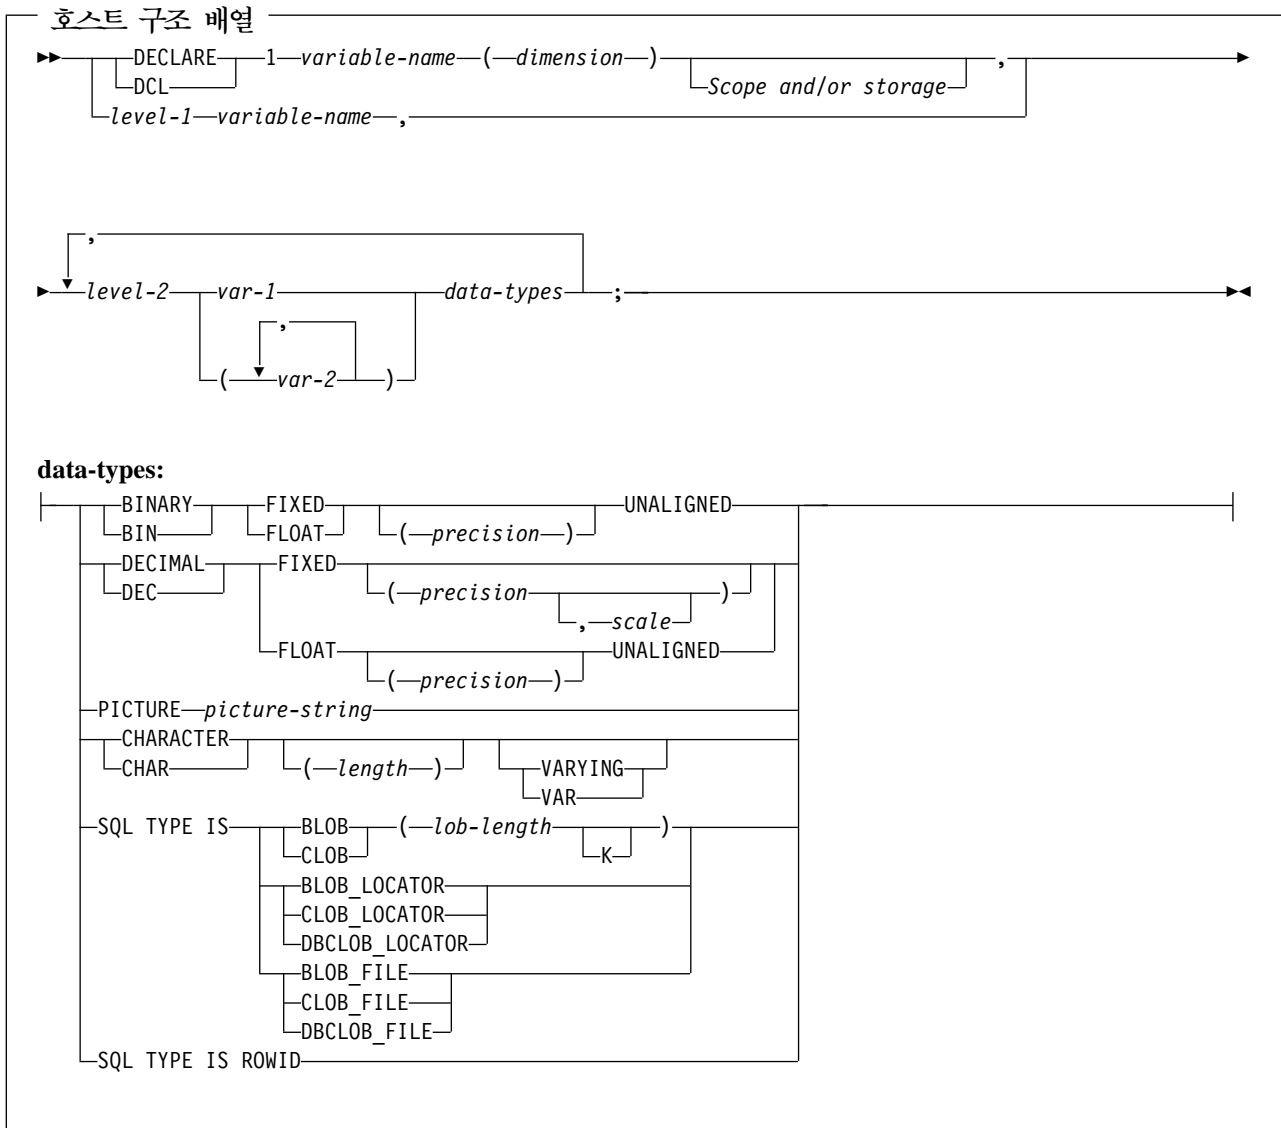 호스트 구조 배열
DECLARE 1 variable-name ( dimension ) ,
DCL Scope and/or storage
level-1 variable-name ,
,
level-2 var-1 data-types ;
,
( var-2 )
data-types:
BINARY FIXED UNALIGNED
BIN FLOAT ( precision )
DECIMAL FIXED
DEC ( precision )
, scale
FLOAT UNALIGNED
( precision )
PICTURE picture-string
CHARACTER
CHAR ( length ) VARYING
VAR
SQL TYPE IS BLOB ( lob-length )
CLOB K
BLOB_LOCATOR
CLOB_LOCATOR
DBCLOB_LOCATOR
BLOB_FILE
CLOB_FILE
DBCLOB_FILE
SQL TYPE IS ROWID